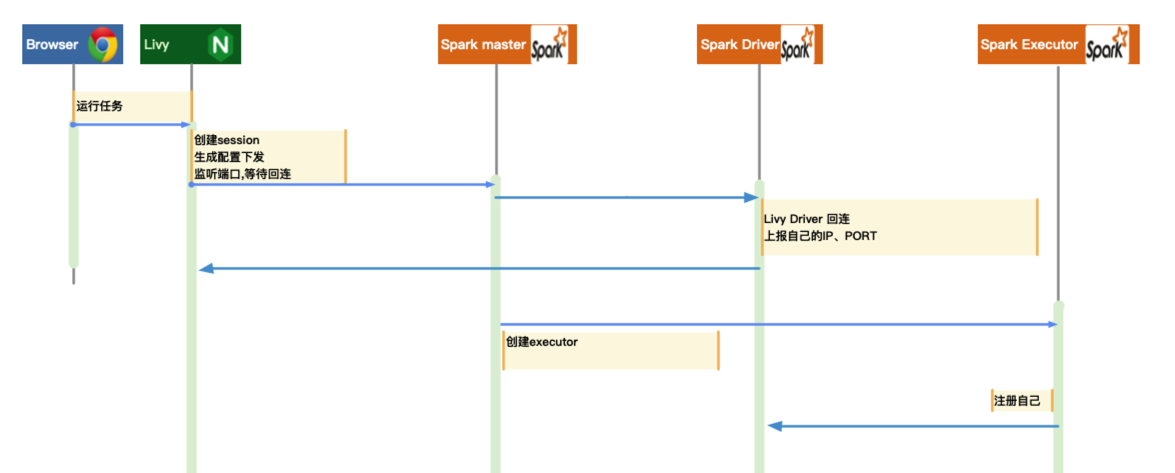 Browser
Livy
N
Spark master
Spark
Spark Driver
Spark
Spark Executor
Spark
运行任务
创建session
生成配置下发
监听端口,等待回连
Livy Driver 回连
上报自己的IP、PORT
创建executor
注册自己